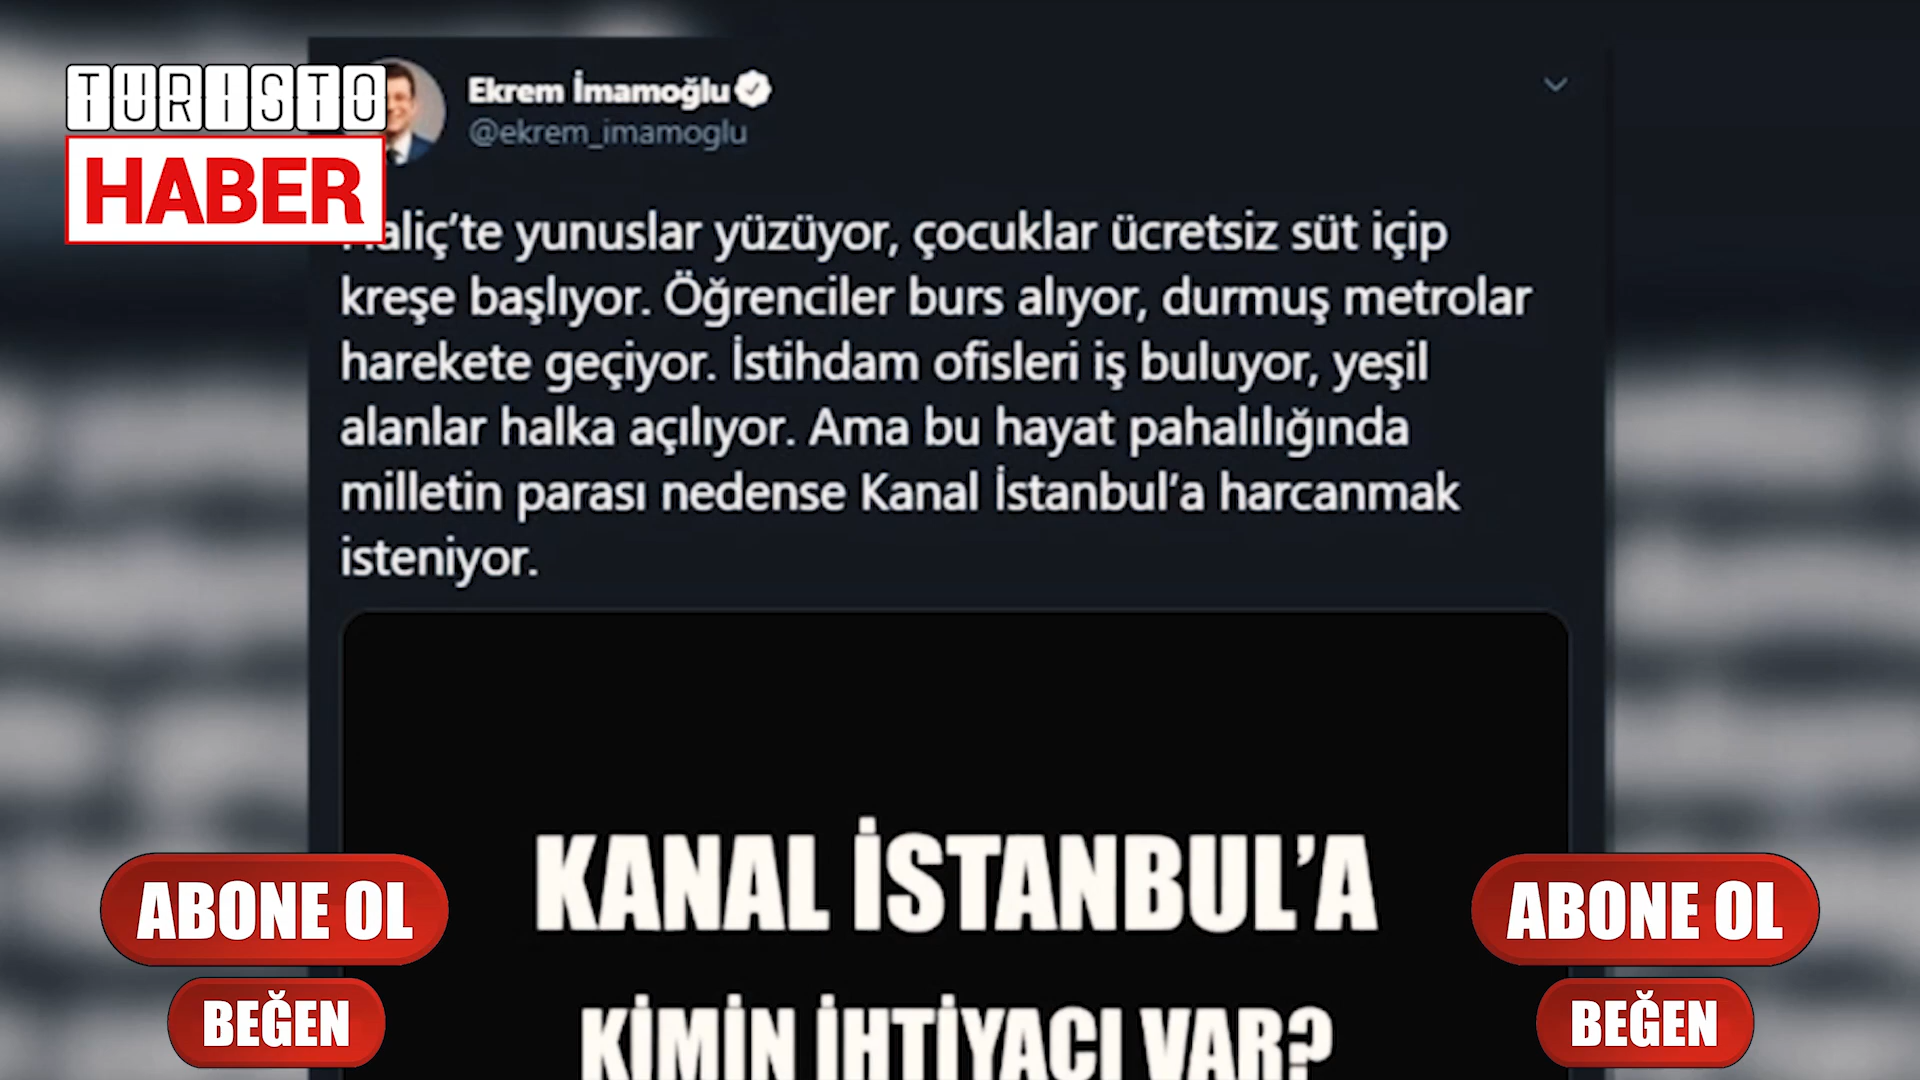 TURISTO
HABER
Ekrem İmamoğlu
@ekrem_imamoglu
Haliç’te yunuslar yüzüyor, çocuklar ücretsiz süt içip
kreşe başlıyor. Öğrenciler burs alıyor, durmuş metrolar
harekete geçiyor. İstihdam ofisleri iş buluyor, yeşil
alanlar halka açılıyor. Ama bu hayat pahalılığında
milletin parası nedense Kanal İstanbul’a harcanmak
isteniyor.
KANAL İSTANBUL’A
KİMİN İHTİYACI VAR?
ABONE OL
BEĞEN
ABONE OL
BEĞEN